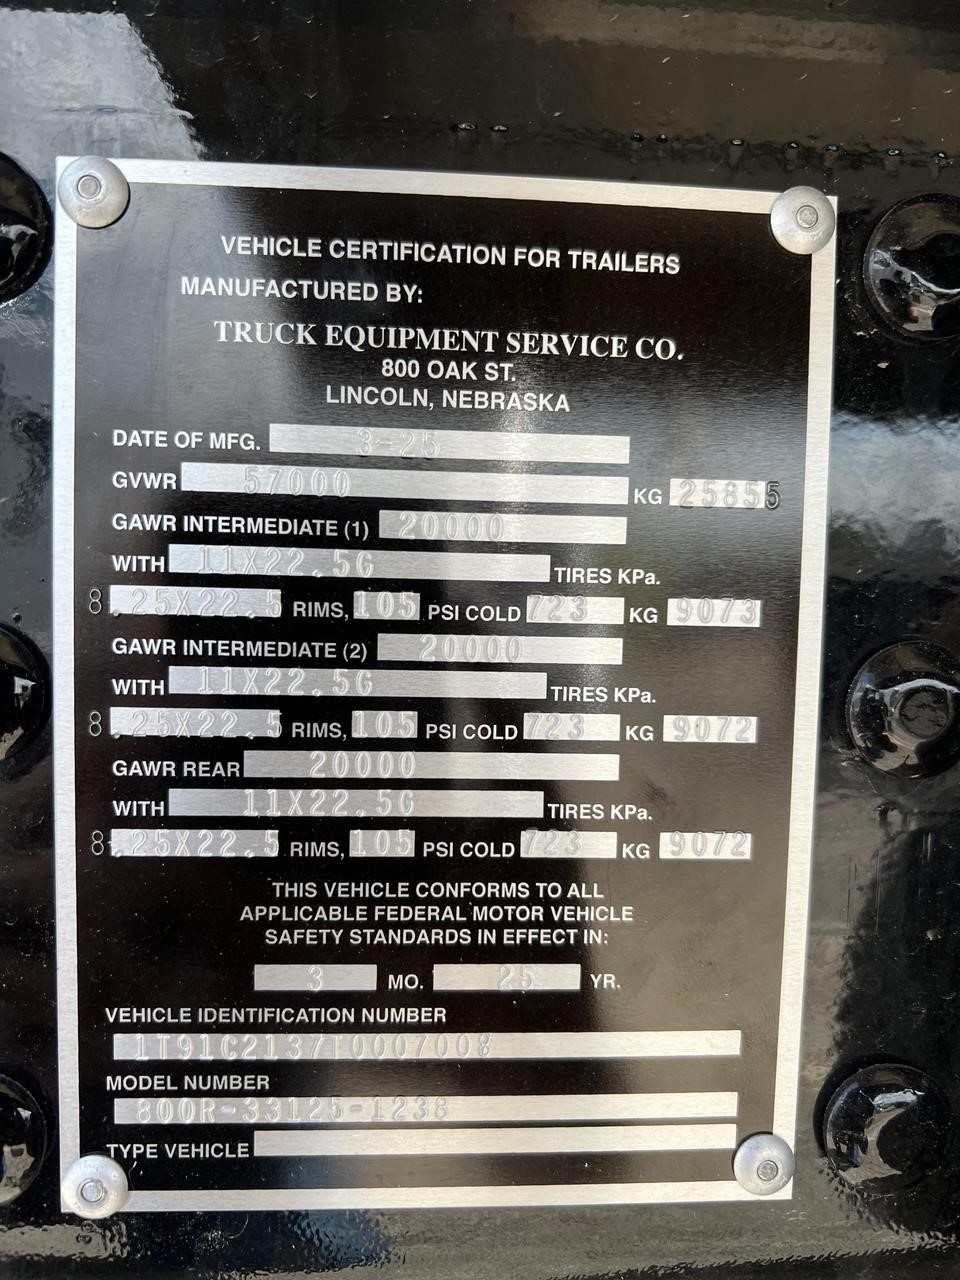 VEHICLE CERTIFICATION FOR TRAILERS
MANUFACTURED BY:
TRUCK EQUIPMENT SERVICE CO.
800 OAK ST.
LINCOLN, NEBRASKA
DATE OF MFG. 3-25
GVWR 57000 KG 25855
GAWR INTERMEDIATE (1) 20000
WITH 11X22.5G TIRES KPa.
8.25X22.5 RIMS, 105 PSI COLD 723 KG 9073
GAWR INTERMEDIATE (2) 20000
WITH 11X22.5G TIRES KPa.
8.25X22.5 RIMS, 105 PSI COLD 723 KG 9072
GAWR REAR 20000
WITH 11X22.5G TIRES KPa.
8.25X22.5 RIMS, 105 PSI COLD 723 KG 9072
THIS VEHICLE CONFORMS TO ALL
APPLICABLE FEDERAL MOTOR VEHICLE
SAFETY STANDARDS IN EFFECT IN:
3 MO. 25 YR.
VEHICLE IDENTIFICATION NUMBER
1T91C2137T0007008
MODEL NUMBER
800R-33125-1238
TYPE VEHICLE